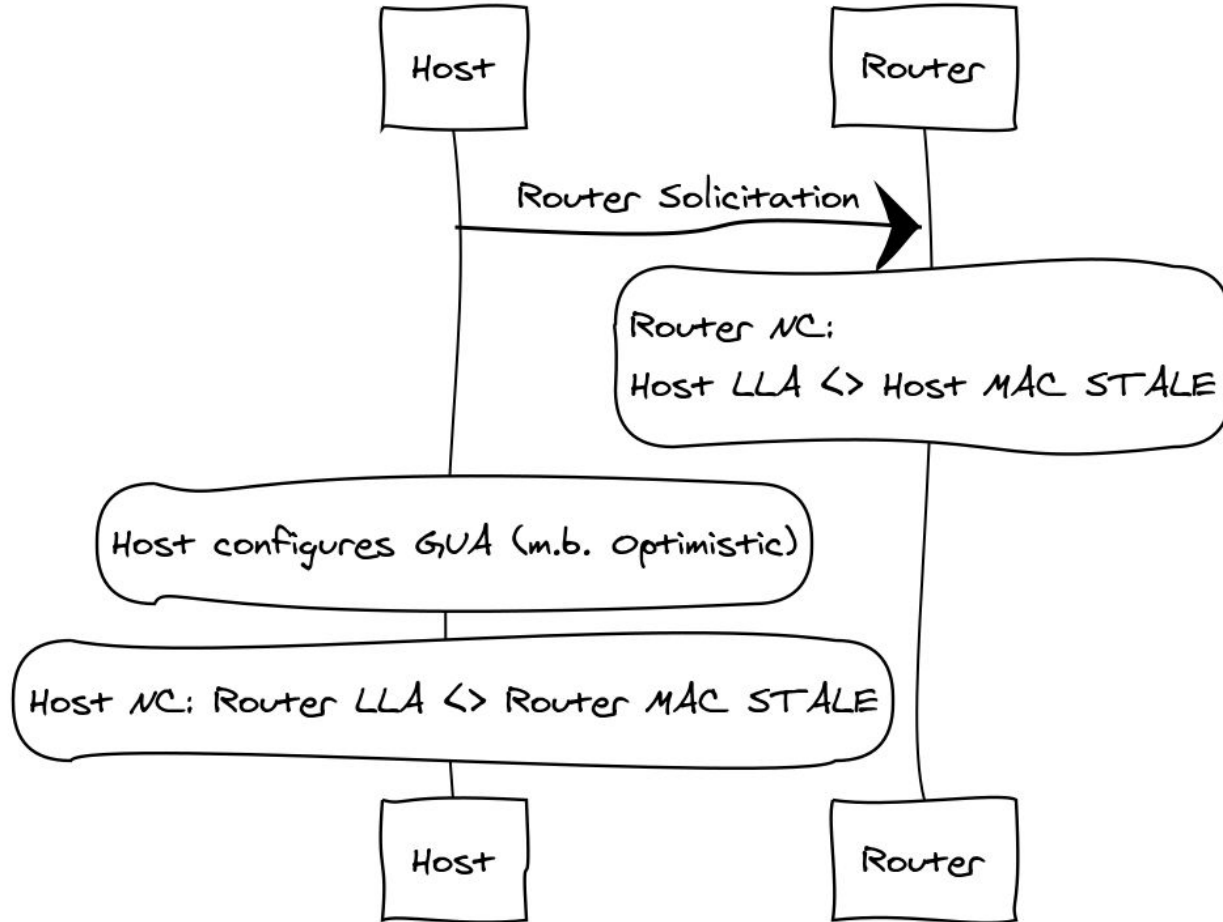 Host
Router
Router Solicitation
Router NC:
Host LLA <> Host MAC STALE
Host configures GUA (m.b. Optimistic)
Host NC: Router LLA <> Router MAC STALE
Host
Router